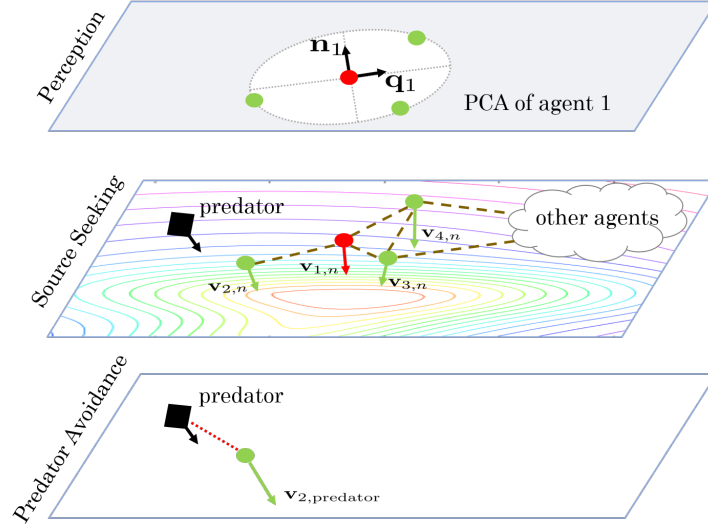 Perception
n1
q1
PCA of agent 1
Source Seeking
predator
other agents
v4,n
v1,n
v2,n
v3,n
Predator Avoidance
predator
v2,predator